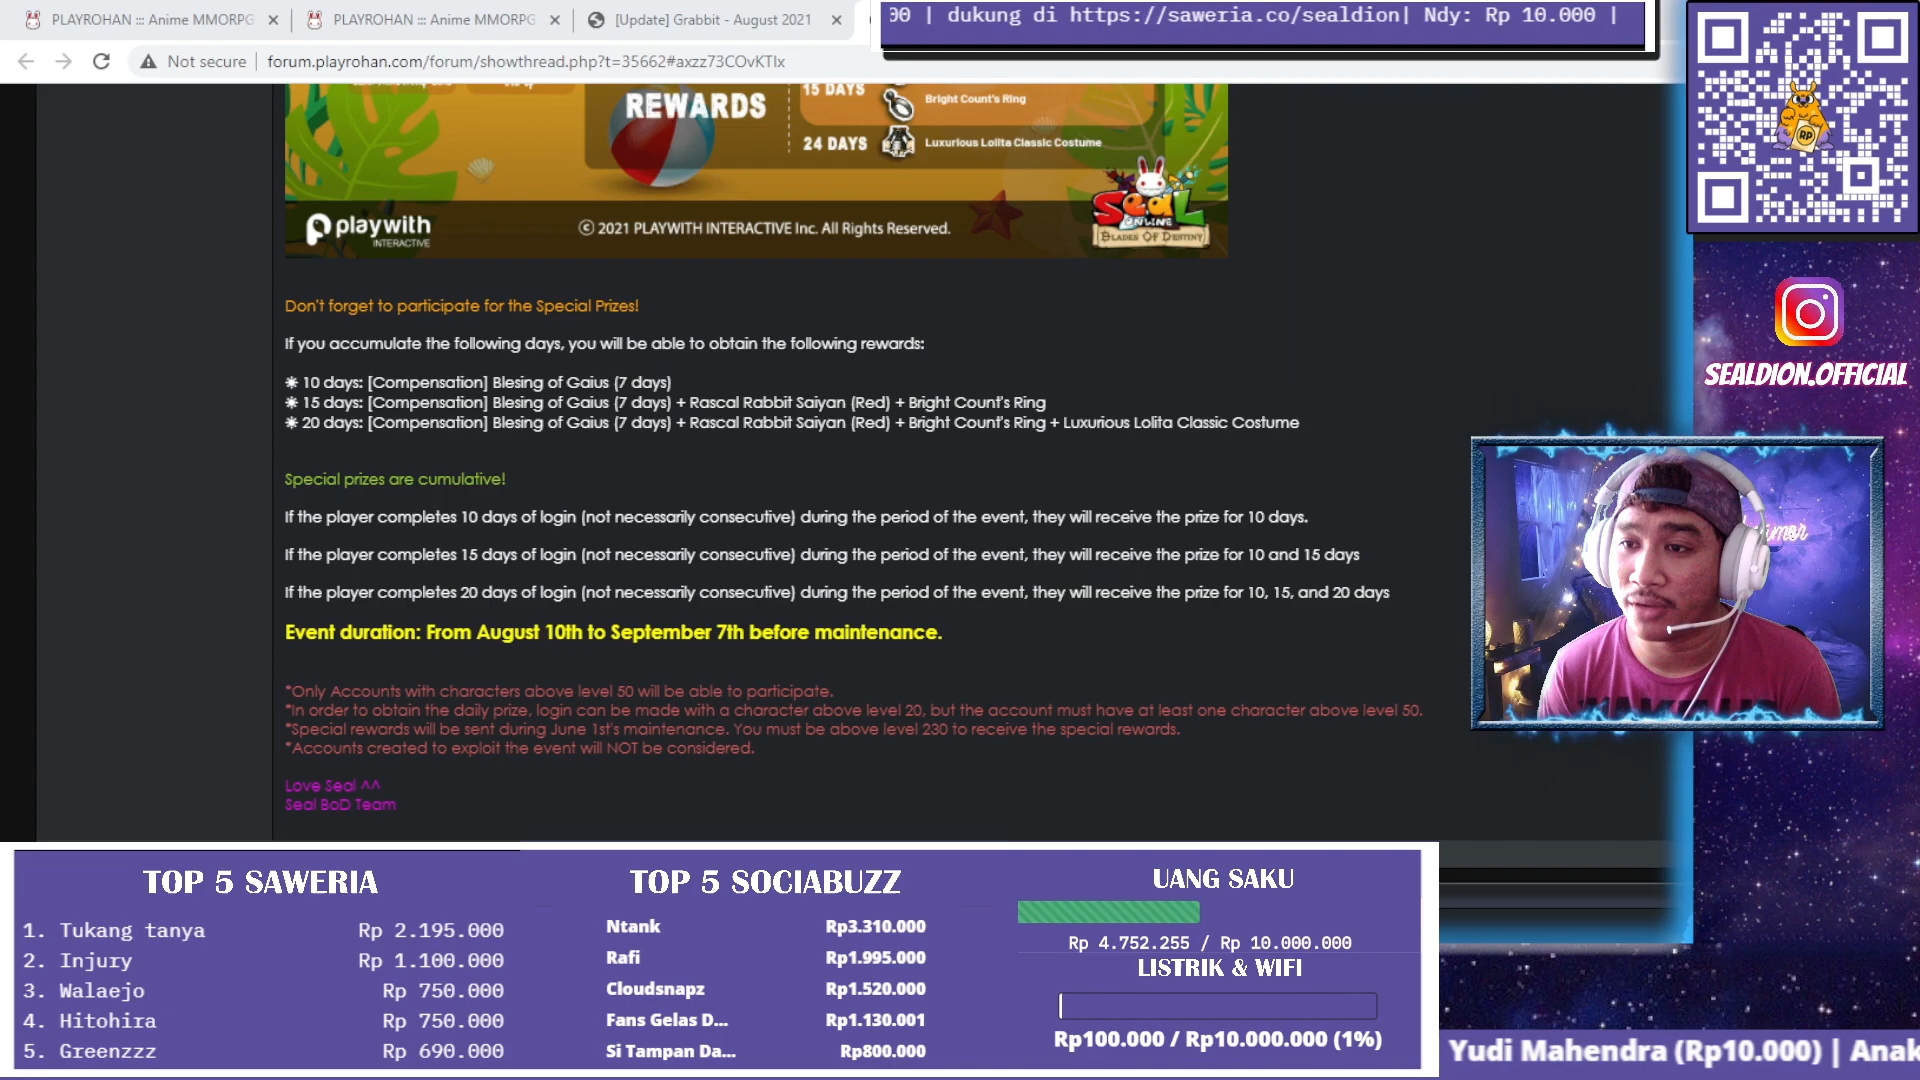 PLAYROHAN ::: Anime MMORPG
PLAYROHAN ::: Anime MMORPG
[Update] Grabbit - August 2021
00 | dukung di https://saweria.co/sealdion| Ndy: Rp 10.000 |
Not secure
forum.playrohan.com/forum/showthread.php?t=35662#axzz73COvKTlx
REWARDS
15 DAYS
Bright Count's Ring
24 DAYS
Luxurious Lolita Classic Costume
playwith
INTERACTIVE
© 2021 PLAYWITH INTERACTIVE Inc. All Rights Reserved.
SeaL
ONLINE
BLADES OF DESTINY
RP
Don't forget to participate for the Special Prizes!
If you accumulate the following days, you will be able to obtain the following rewards:
✷ 10 days: [Compensation] Blesing of Gaius (7 days)
✷ 15 days: [Compensation] Blesing of Gaius (7 days) + Rascal Rabbit Saiyan (Red) + Bright Count's Ring
✷ 20 days: [Compensation] Blesing of Gaius (7 days) + Rascal Rabbit Saiyan (Red) + Bright Count's Ring + Luxurious Lolita Classic Costume
Special prizes are cumulative!
If the player completes 10 days of login (not necessarily consecutive) during the period of the event, they will receive the prize for 10 days.
If the player completes 15 days of login (not necessarily consecutive) during the period of the event, they will receive the prize for 10 and 15 days
If the player completes 20 days of login (not necessarily consecutive) during the period of the event, they will receive the prize for 10, 15, and 20 days
Event duration: From August 10th to September 7th before maintenance.
*Only Accounts with characters above level 50 will be able to participate.
*In order to obtain the daily prize, login can be made with a character above level 20, but the account must have at least one character above level 50.
*Special rewards will be sent during June 1st's maintenance. You must be above level 230 to receive the special rewards.
*Accounts created to exploit the event will NOT be considered.
Love Seal ^^
Seal BoD Team
SEALDION.OFFICIAL
TOP 5 SAWERIA
1. Tukang tanya Rp 2.195.000
2. Injury Rp 1.100.000
3. Walaejo Rp 750.000
4. Hitohira Rp 750.000
5. Greenzzz Rp 690.000
TOP 5 SOCIABUZZ
Ntank Rp3.310.000
Rafi Rp1.995.000
Cloudsnapz Rp1.520.000
Fans Gelas D... Rp1.130.001
Si Tampan Da... Rp800.000
UANG SAKU
Rp 4.752.255 / Rp 10.000.000
LISTRIK & WIFI
Rp100.000 / Rp10.000.000 (1%)
Yudi Mahendra (Rp10.000) | Anak